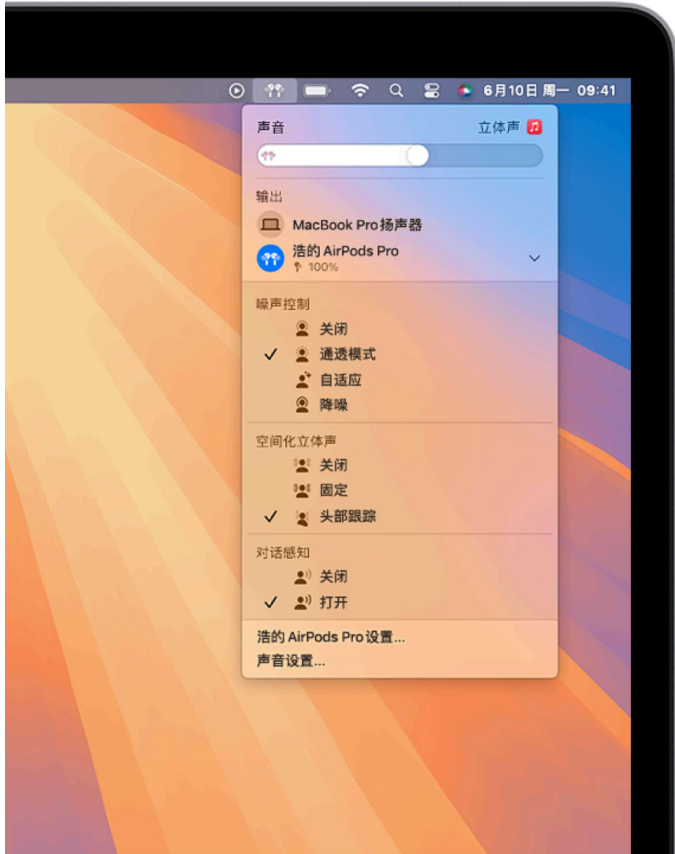 6月10日 周一 09:41
声音 立体声
输出
MacBook Pro扬声器
浩的 AirPods Pro
100%
噪声控制
关闭
通透模式
自适应
降噪
空间化立体声
关闭
固定
头部跟踪
对话感知
关闭
打开
浩的 AirPods Pro 设置...
声音设置...